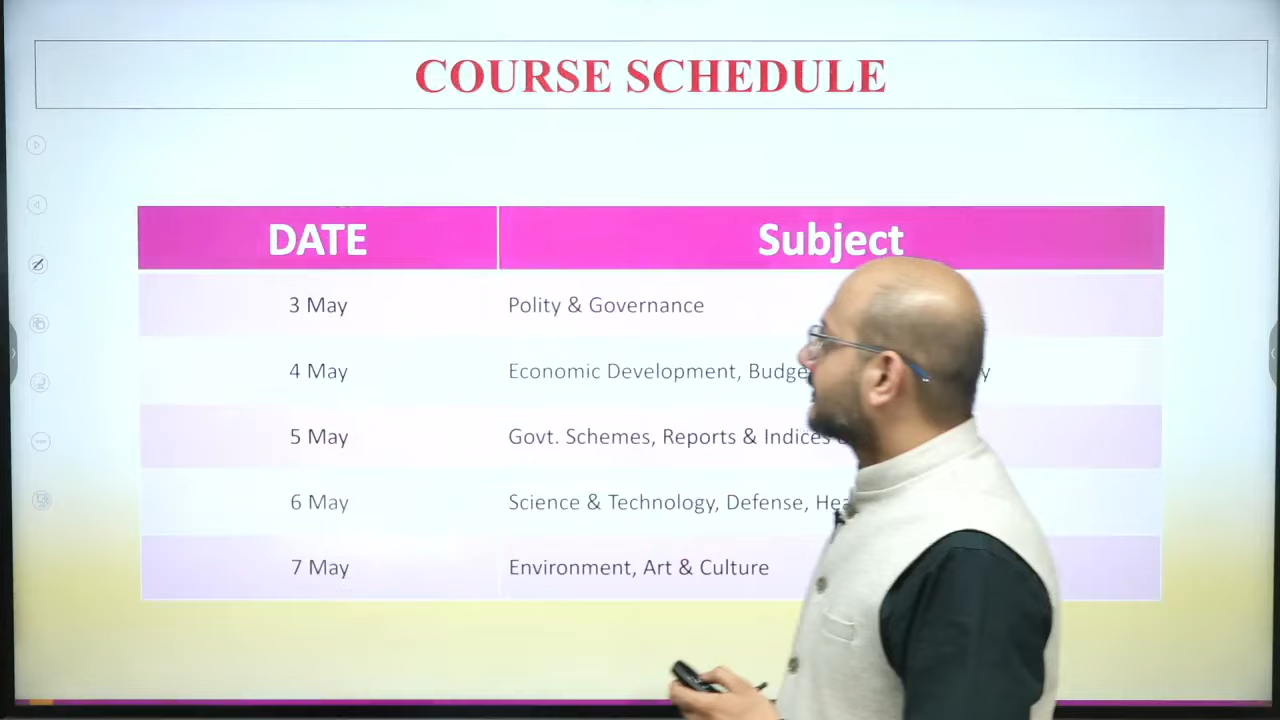 COURSE SCHEDULE
DATE Subject
3 May Polity & Governance
4 May Economic Development, Budge
5 May Govt. Schemes, Reports & Indices
6 May Science & Technology, Defense,
7 May Environment, Art & Culture